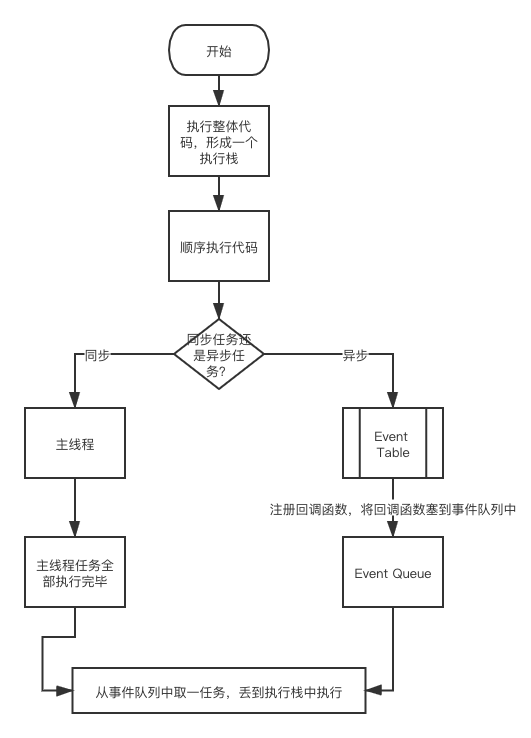 开始
执行整体代
码，形成一个
执行栈
顺序执行代码
同步任务还
是异步任
务？
同步
异步
主线程
Event
Table
注册回调函数，将回调函数塞到事件队列中
主线程任务全
部执行完毕
Event Queue
从事件队列中取一任务，丢到执行栈中执行